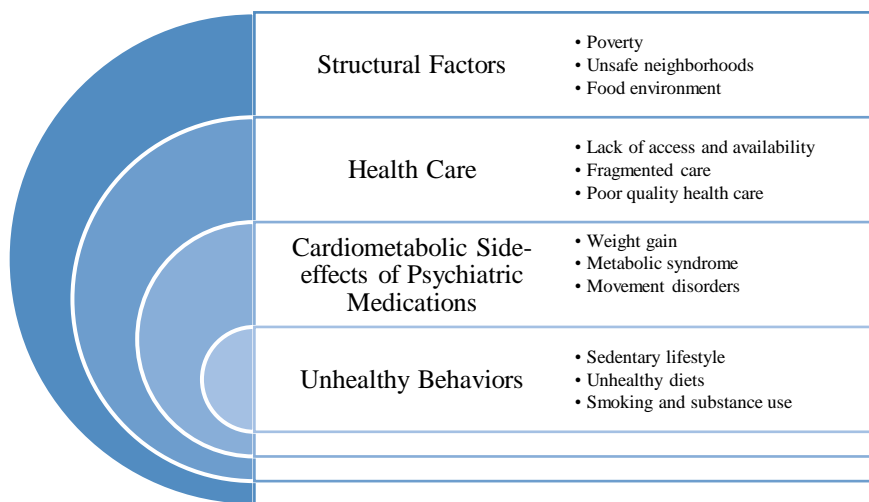 Structural Factors
• Poverty
• Unsafe neighborhoods
• Food environment
Health Care
• Lack of access and availability
• Fragmented care
• Poor quality health care
Cardiometabolic Side-
effects of Psychiatric
Medications
• Weight gain
• Metabolic syndrome
• Movement disorders
Unhealthy Behaviors
• Sedentary lifestyle
• Unhealthy diets
• Smoking and substance use